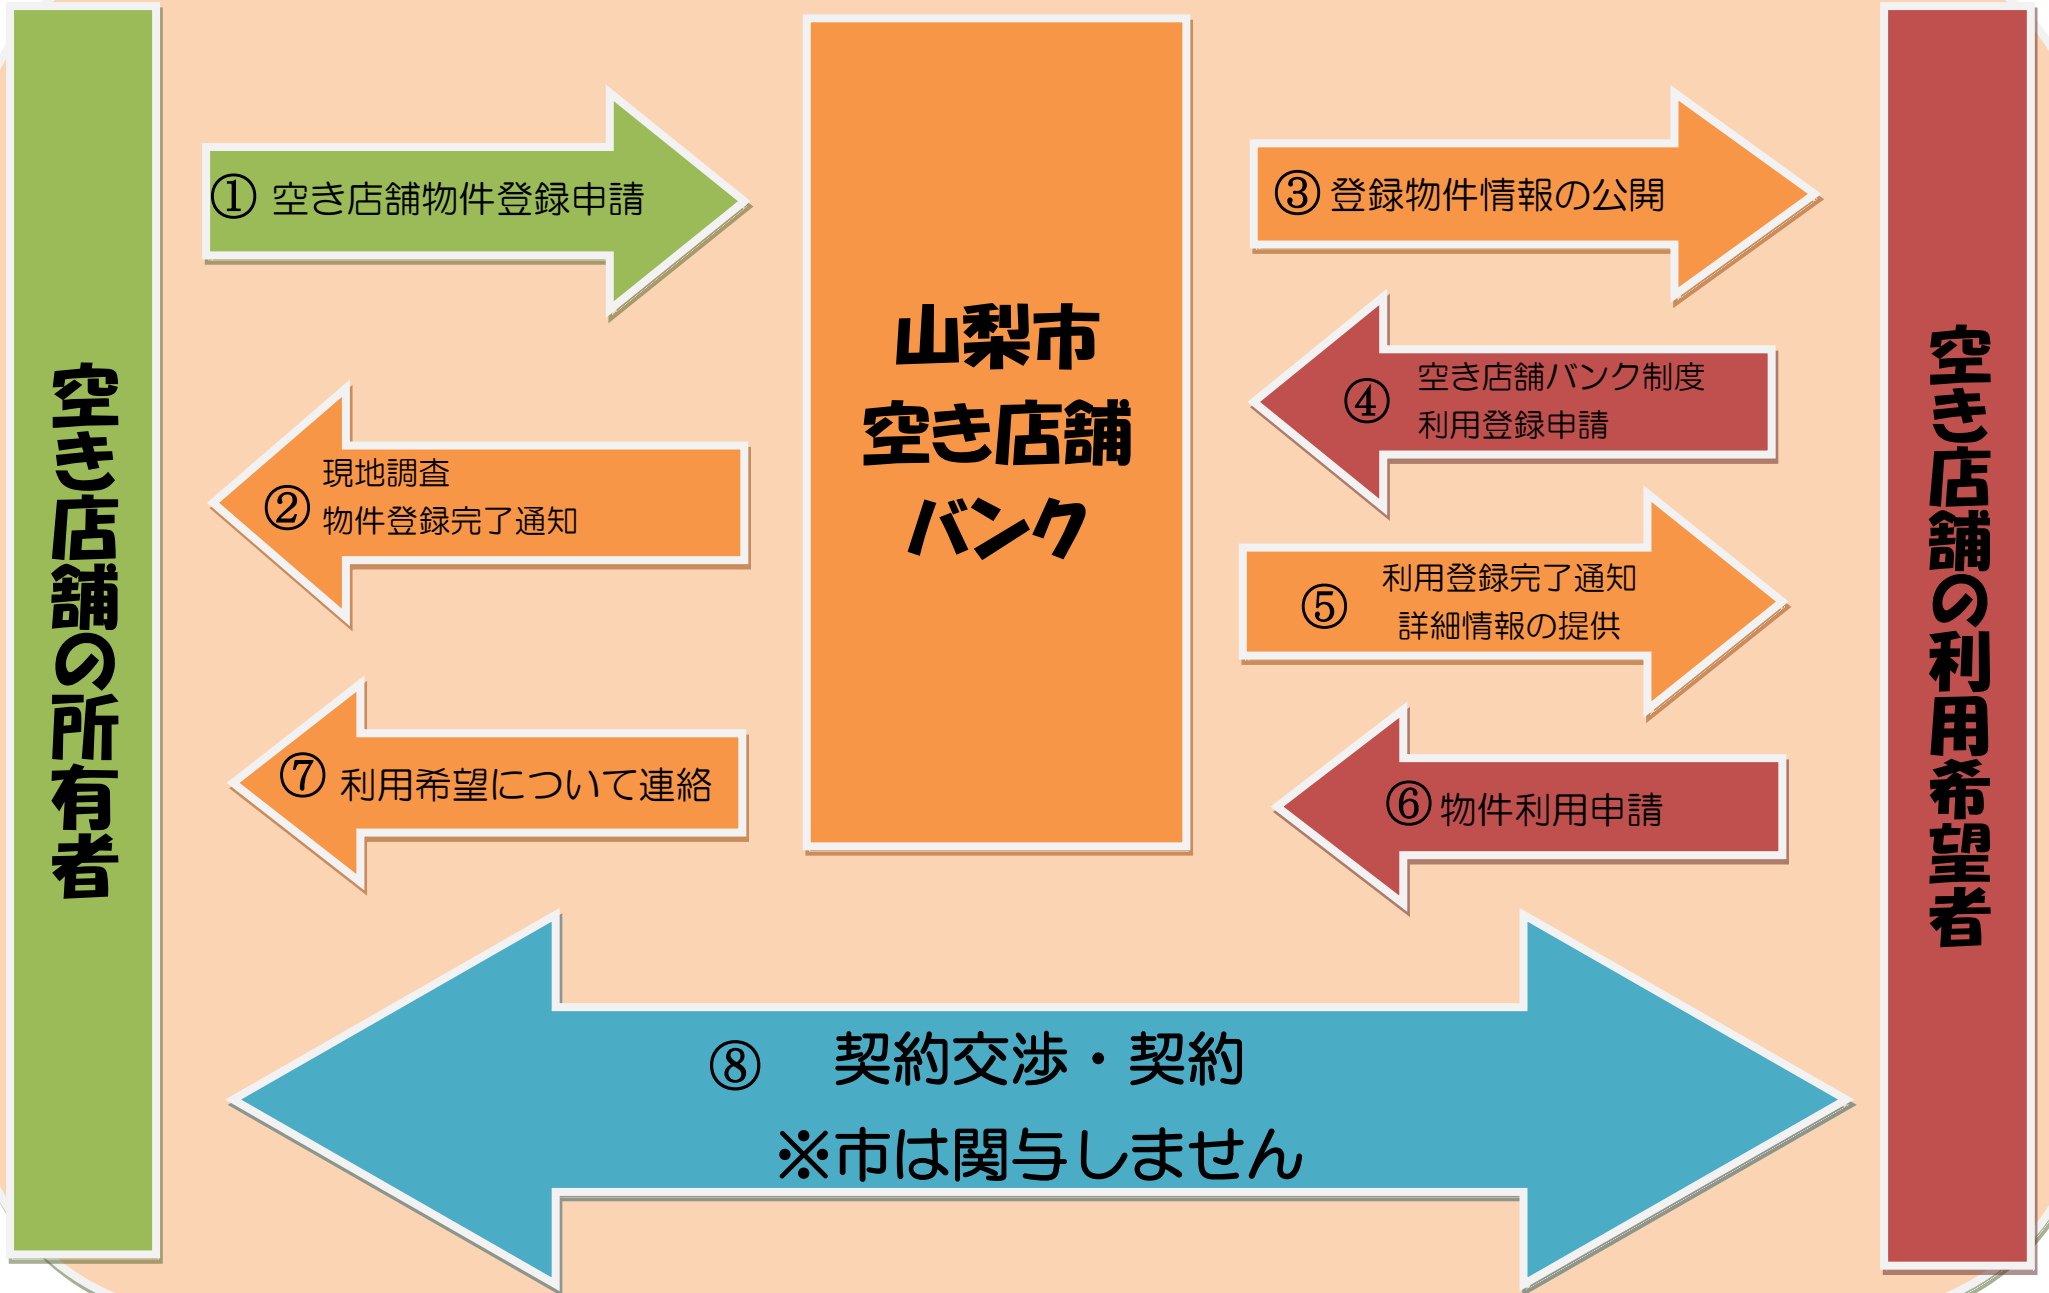 空き店舗の所有者
① 空き店舗物件登録申請
② 現地調査
物件登録完了通知
⑦ 利用希望について連絡
山梨市
空き店舗
バンク
③ 登録物件情報の公開
④ 空き店舗バンク制度
利用登録申請
⑤ 利用登録完了通知
詳細情報の提供
⑥ 物件利用申請
⑧ 契約交渉・契約
※市は関与しません
空き店舗の利用希望者